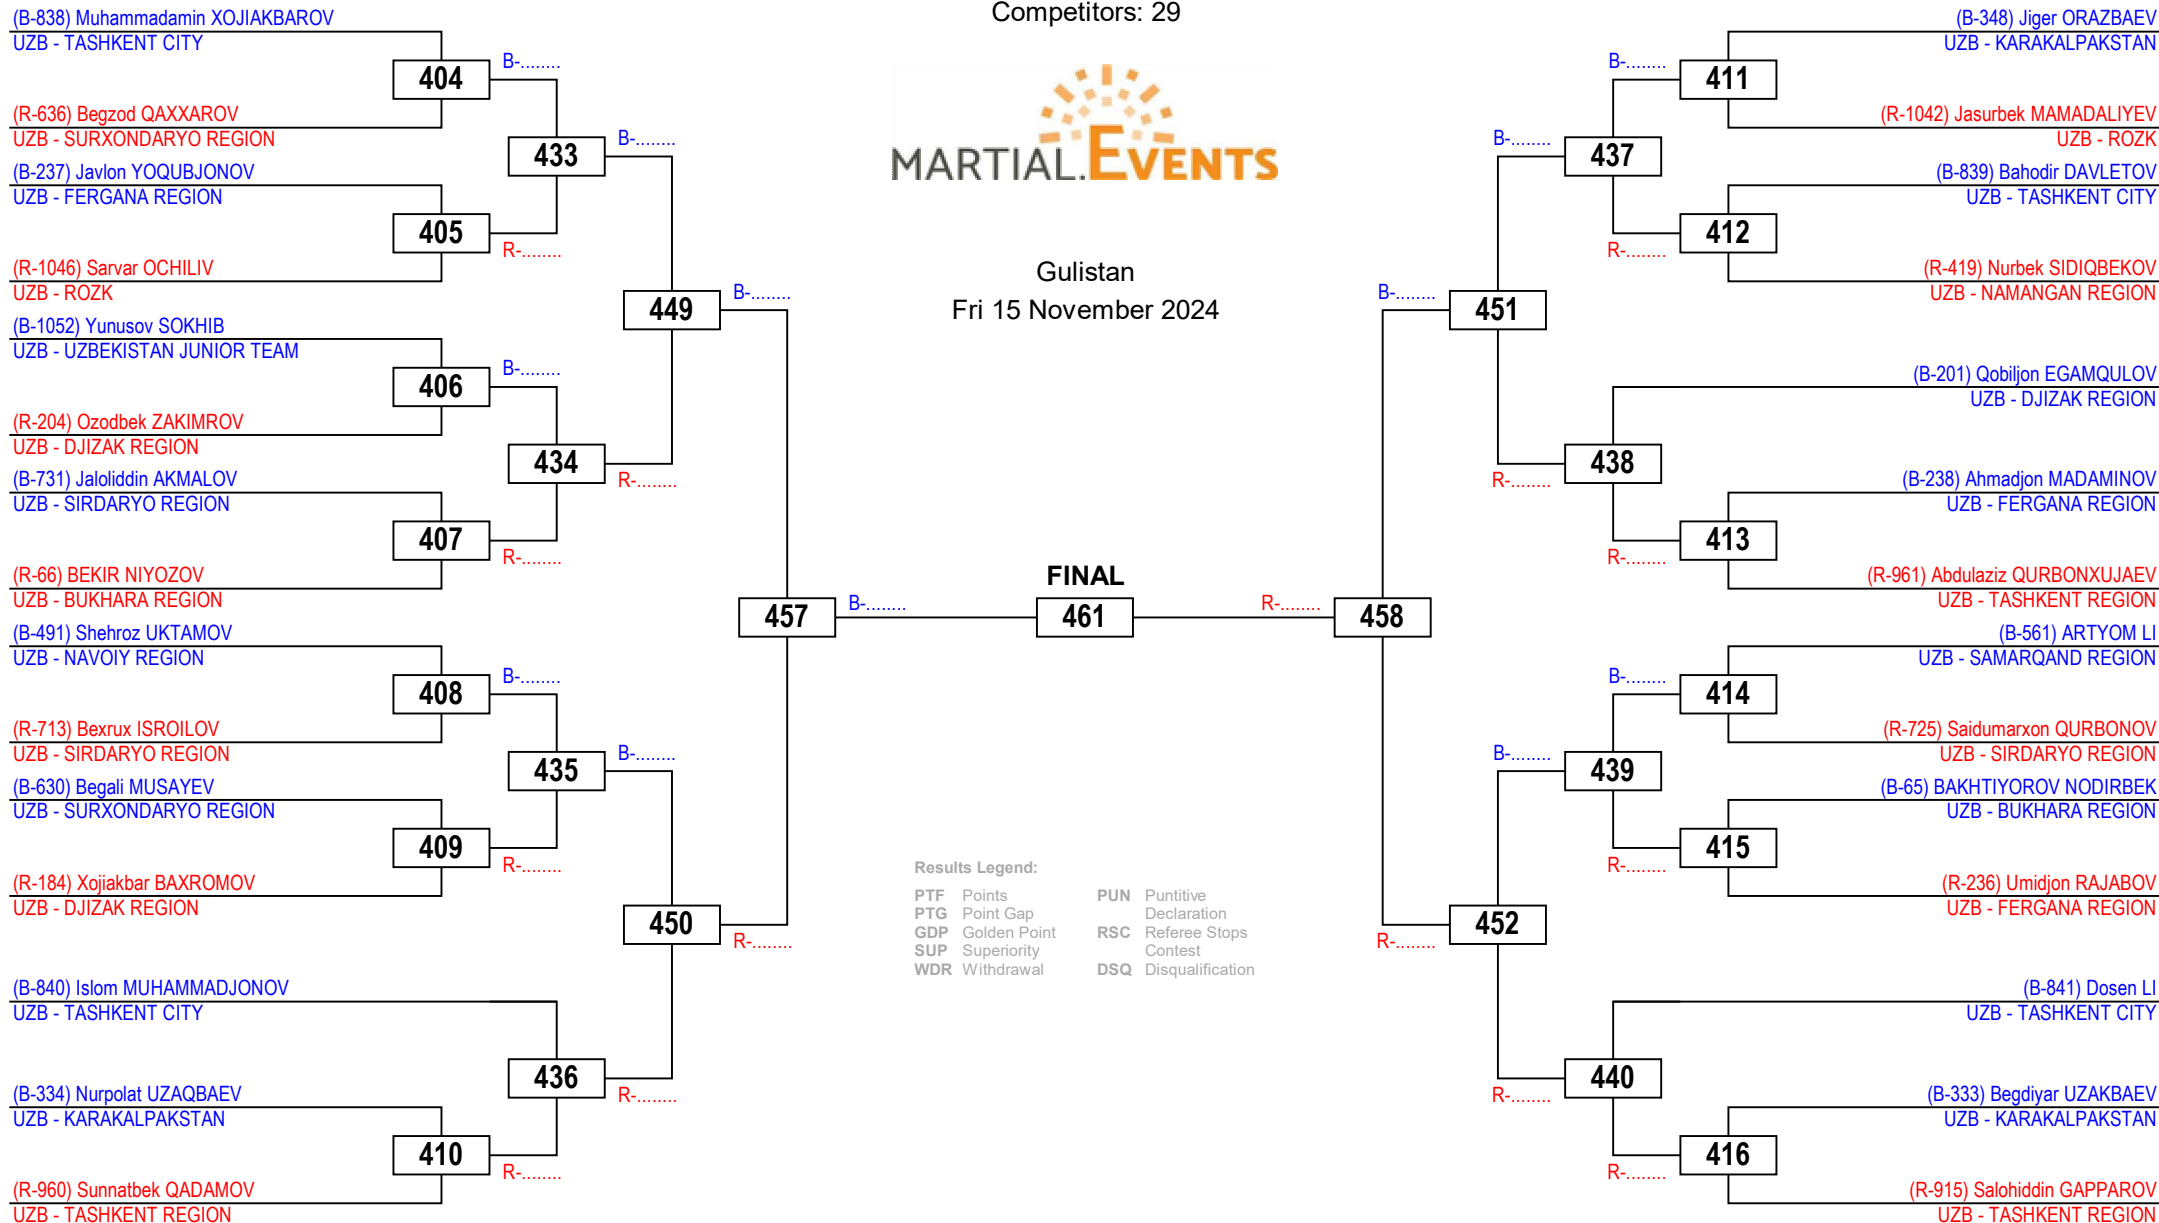 Competitors: 29
MARTIAL.EVENTS
Gulistan
Fri 15 November 2024
(B-838) Muhammadamin XOJIAKBAROV
UZB - TASHKENT CITY
404
B-........
(R-636) Begzod QAXXAROV
UZB - SURXONDARYO REGION
433
B-........
(B-237) Javlon YOQUBJONOV
UZB - FERGANA REGION
405
R-........
(R-1046) Sarvar OCHILIV
UZB - ROZK
449
B-........
(B-1052) Yunusov SOKHIB
UZB - UZBEKISTAN JUNIOR TEAM
406
B-........
(R-204) Ozodbek ZAKIMROV
UZB - DJIZAK REGION
434
R-........
(B-731) Jaloliddin AKMALOV
UZB - SIRDARYO REGION
407
R-........
(R-66) BEKIR NIYOZOV
UZB - BUKHARA REGION
457
B-........
(B-491) Shehroz UKTAMOV
UZB - NAVOIY REGION
408
B-........
(R-713) Bexrux ISROILOV
UZB - SIRDARYO REGION
435
B-........
(B-630) Begali MUSAYEV
UZB - SURXONDARYO REGION
409
R-........
(R-184) Xojiakbar BAXROMOV
UZB - DJIZAK REGION
450
R-........
(B-840) Islom MUHAMMADJONOV
UZB - TASHKENT CITY
436
R-........
(B-334) Nurpolat UZAQBAEV
UZB - KARAKALPAKSTAN
410
R-........
(R-960) Sunnatbek QADAMOV
UZB - TASHKENT REGION
FINAL
461
(B-348) Jiger ORAZBAEV
UZB - KARAKALPAKSTAN
B-........
411
(R-1042) Jasurbek MAMADALIYEV
UZB - ROZK
B-........
437
(B-839) Bahodir DAVLETOV
UZB - TASHKENT CITY
412
R-........
(R-419) Nurbek SIDIQBEKOV
UZB - NAMANGAN REGION
B-........
451
(B-201) Qobiljon EGAMQULOV
UZB - DJIZAK REGION
438
R-........
(B-238) Ahmadjon MADAMINOV
UZB - FERGANA REGION
413
R-........
(R-961) Abdulaziz QURBONXUJAEV
UZB - TASHKENT REGION
R-........
458
(B-561) ARTYOM LI
UZB - SAMARQAND REGION
B-........
414
(R-725) Saidumarxon QURBONOV
UZB - SIRDARYO REGION
B-........
439
(B-65) BAKHTIYOROV NODIRBEK
UZB - BUKHARA REGION
415
R-........
(R-236) Umidjon RAJABOV
UZB - FERGANA REGION
452
R-........
(B-841) Dosen LI
UZB - TASHKENT CITY
440
R-........
(B-333) Begdiyar UZAKBAEV
UZB - KARAKALPAKSTAN
416
R-........
(R-915) Salohiddin GAPPAROV
UZB - TASHKENT REGION
Results Legend:
PTF Points
PTG Point Gap
GDP Golden Point
SUP Superiority
WDR Withdrawal
PUN Puntitive
Declaration
RSC Referee Stops
Contest
DSQ Disqualification